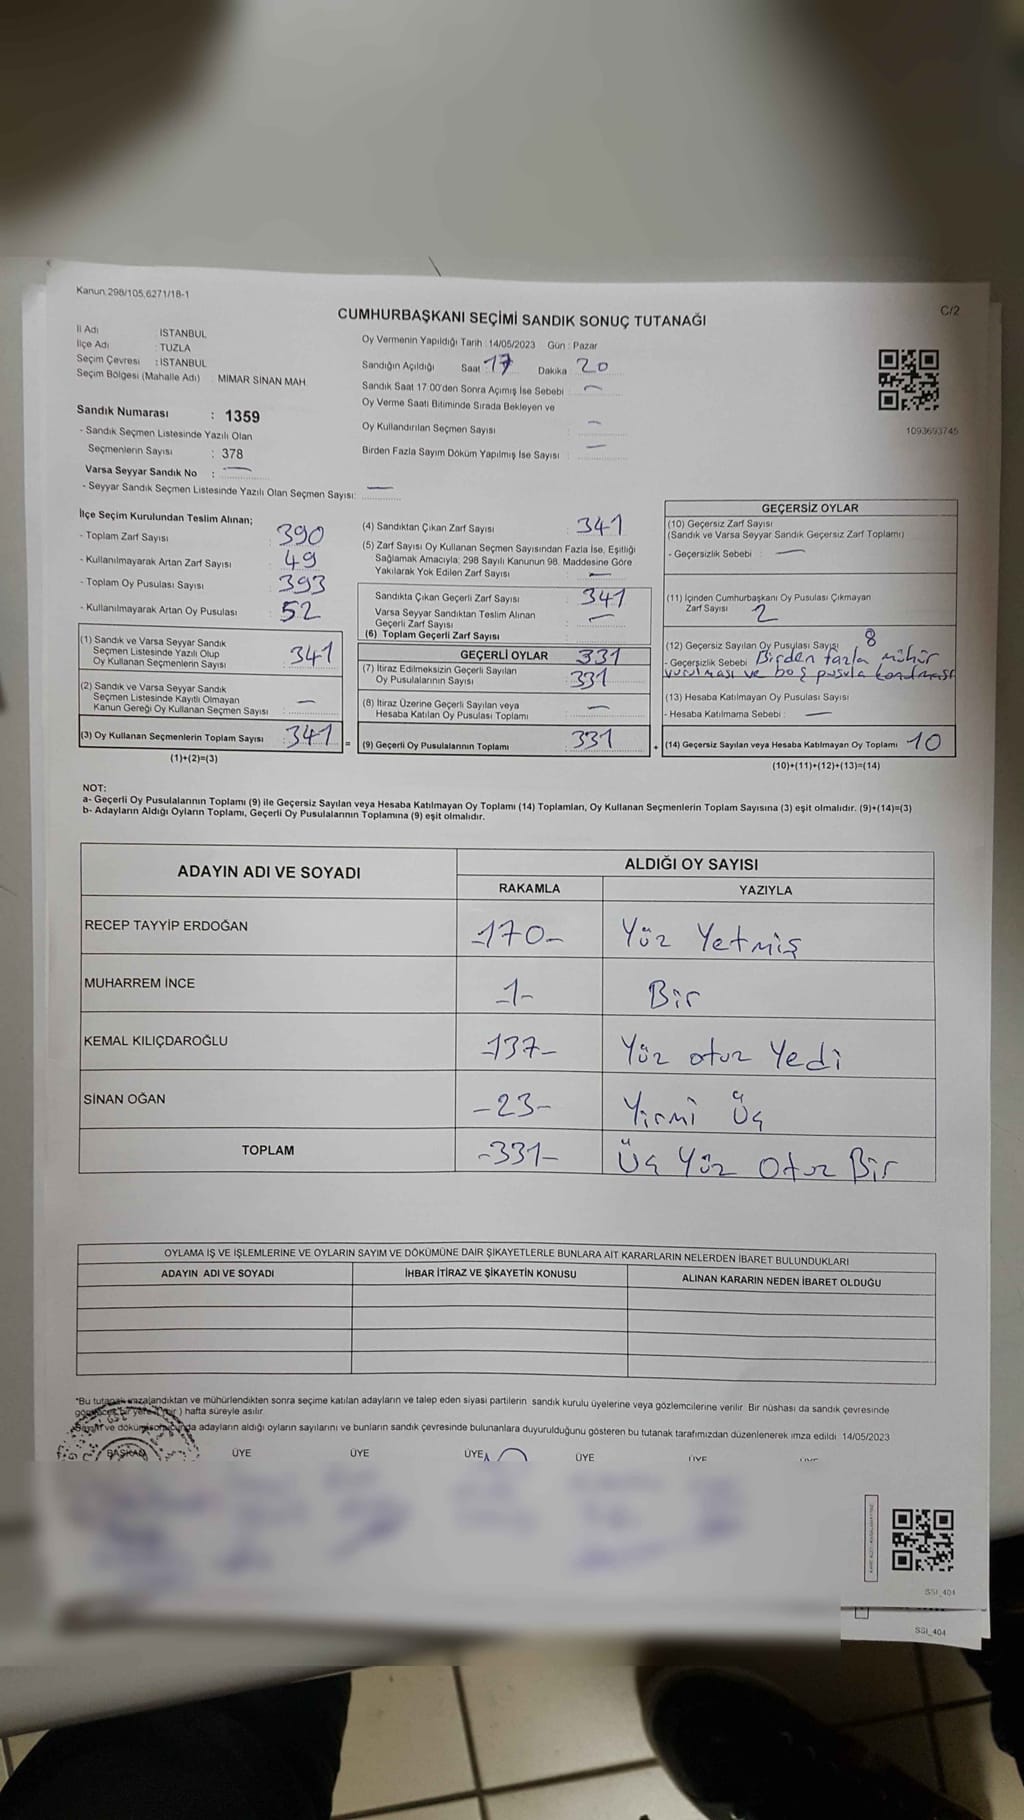 Kanun:298/105,6271/18-1
C/2
CUMHURBAŞKANI SEÇİMİ SANDIK SONUÇ TUTANAĞI
İl Adı : İSTANBUL
İlçe Adı : TUZLA
Seçim Çevresi : İSTANBUL
Seçim Bölgesi (Mahalle Adı) MİMAR SİNAN MAH.
Sandık Numarası : 1359
- Sandık Seçmen Listesinde Yazılı Olan
Seçmenlerin Sayısı : 378
Varsa Seyyar Sandık No : —
- Seyyar Sandık Seçmen Listesinde Yazılı Olan Seçmen Sayısı: —
Oy Vermenin Yapıldığı Tarih : 14/05/2023 Gün : Pazar
Sandığın Açıldığı Saat : 17 Dakika : 20
Sandık Saat 17:00'den Sonra Açımış İse Sebebi : —
Oy Verme Saati Bitiminde Sırada Bekleyen ve
Oy Kullandırılan Seçmen Sayısı : —
Birden Fazla Sayım Döküm Yapılmış İse Sayısı : —
1093693745
İlçe Seçim Kurulundan Teslim Alınan;
- Toplam Zarf Sayısı : 390
- Kullanılmayarak Artan Zarf Sayısı : 49
- Toplam Oy Pusulası Sayısı : 393
- Kullanılmayarak Artan Oy Pusulası : 52
(1) Sandık ve Varsa Seyyar Sandık
Seçmen Listesinde Yazılı Olup
Oy Kullanan Seçmenlerin Sayısı : 341
(2) Sandık ve Varsa Seyyar Sandık
Seçmen Listesinde Kayıtlı Olmayan
Kanun Gereği Oy Kullanan Seçmen Sayısı : —
(3) Oy Kullanan Seçmenlerin Toplam Sayısı : 341 =
(1)+(2)=(3)
(4) Sandıktan Çıkan Zarf Sayısı : 341
(5) Zarf Sayısı Oy Kullanan Seçmen Sayısından Fazla İse, Eşitliği
Sağlamak Amacıyla; 298 Sayılı Kanunun 98. Maddesine Göre
Yakılarak Yok Edilen Zarf Sayısı : —
Sandıkta Çıkan Geçerli Zarf Sayısı : 341
Varsa Seyyar Sandıktan Teslim Alınan
Geçerli Zarf Sayısı : —
(6) Toplam Geçerli Zarf Sayısı
GEÇERLİ OYLAR 331
(7) İtiraz Edilmeksizin Geçerli Sayılan
Oy Pusulalarının Sayısı : 331
(8) İtiraz Üzerine Geçerli Sayılan veya
Hesaba Katılan Oy Pusulası Toplamı : —
(9) Geçerli Oy Pusulalarının Toplamı : 331 +
GEÇERSİZ OYLAR
(10) Geçersiz Zarf Sayısı
(Sandık ve Varsa Seyyar Sandık Geçersiz Zarf Toplamı)
- Geçersizlik Sebebi : —
(11) İçinden Cumhurbaşkanı Oy Pusulası Çıkmayan
Zarf Sayısı 2
(12) Geçersiz Sayılan Oy Pusulası Sayısı 8
- Geçersizlik Sebebi Birden fazla mühür
vurulması ve boş pusula konulması
(13) Hesaba Katılmayan Oy Pusulası Sayısı
- Hesaba Katılmama Sebebi : —
(14) Geçersiz Sayılan veya Hesaba Katılmayan Oy Toplamı 10
(10)+(11)+(12)+(13)=(14)
NOT:
a- Geçerli Oy Pusulalarının Toplamı (9) ile Geçersiz Sayılan veya Hesaba Katılmayan Oy Toplamı (14) Toplamları, Oy Kullanan Seçmenlerin Toplam Sayısına (3) eşit olmalıdır. (9)+(14)=(3)
b- Adayların Aldığı Oyların Toplamı, Geçerli Oy Pusulalarının Toplamına (9) eşit olmalıdır.
ADAYIN ADI VE SOYADI ALDIĞI OY SAYISI
RAKAMLA YAZIYLA
RECEP TAYYİP ERDOĞAN -170- Yüz Yetmiş
MUHARREM İNCE -1- Bir
KEMAL KILIÇDAROĞLU -137- Yüz otuz Yedi
SİNAN OĞAN -23- Yirmi Üç
TOPLAM -331- Üç Yüz Otuz Bir
OYLAMA İŞ VE İŞLEMLERİNE VE OYLARIN SAYIM VE DÖKÜMÜNE DAİR ŞİKAYETLERLE BUNLARA AİT KARARLARIN NELERDEN İBARET BULUNDUKLARI
ADAYIN ADI VE SOYADI İHBAR İTİRAZ VE ŞİKAYETİN KONUSU ALINAN KARARIN NEDEN İBARET OLDUĞU
*Bu tutanak imzalandıktan ve mühürlendikten sonra seçime katılan adayların ve talep eden siyasi partilerin sandık kurulu üyelerine veya gözlemcilerine verilir. Bir nüshası da sandık çevresinde
) hafta süreyle asılır.
adayların aldığı oyların sayılarını ve bunların sandık çevresinde bulunanlara duyurulduğunu gösteren bu tutanak tarafımızdan düzenlenerek imza edildi. 14/05/2023
BAŞKAN ÜYE ÜYE ÜYE ÜYE ÜYE
SSI_404
SSI_404